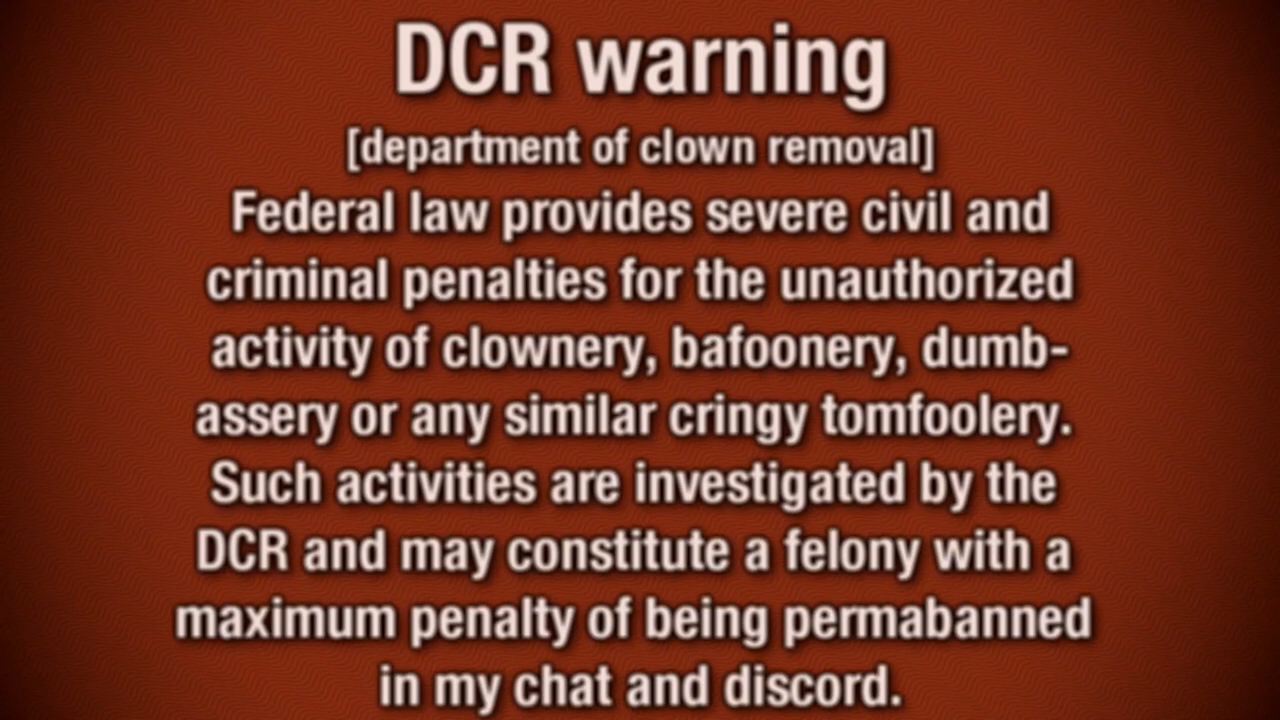 DCR warning
[department of clown removal]
Federal law provides severe civil and
criminal penalties for the unauthorized
activity of clownery, bafoonery, dumb-
assery or any similar cringy tomfoolery.
Such activities are investigated by the
DCR and may constitute a felony with a
maximum penalty of being permabanned
in my chat and discord.